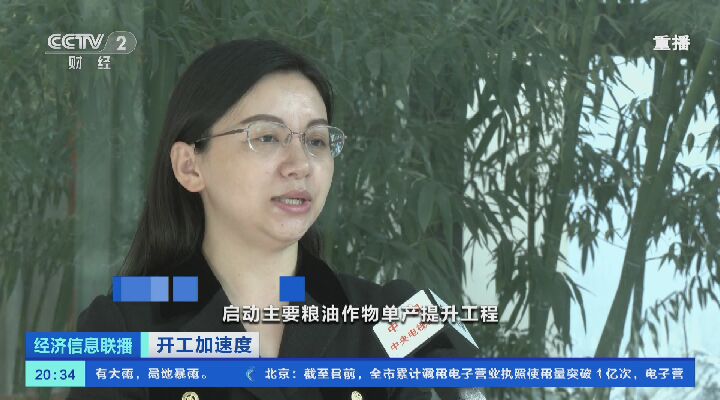 CCTV 2
财经
重播
启动主要粮油作物单产提升工程
经济信息联播
开工加速度
20:34
有大雨，局地暴雨。
北京：截至目前，全市累计调用电子营业执照使用量突破1亿次，电子营